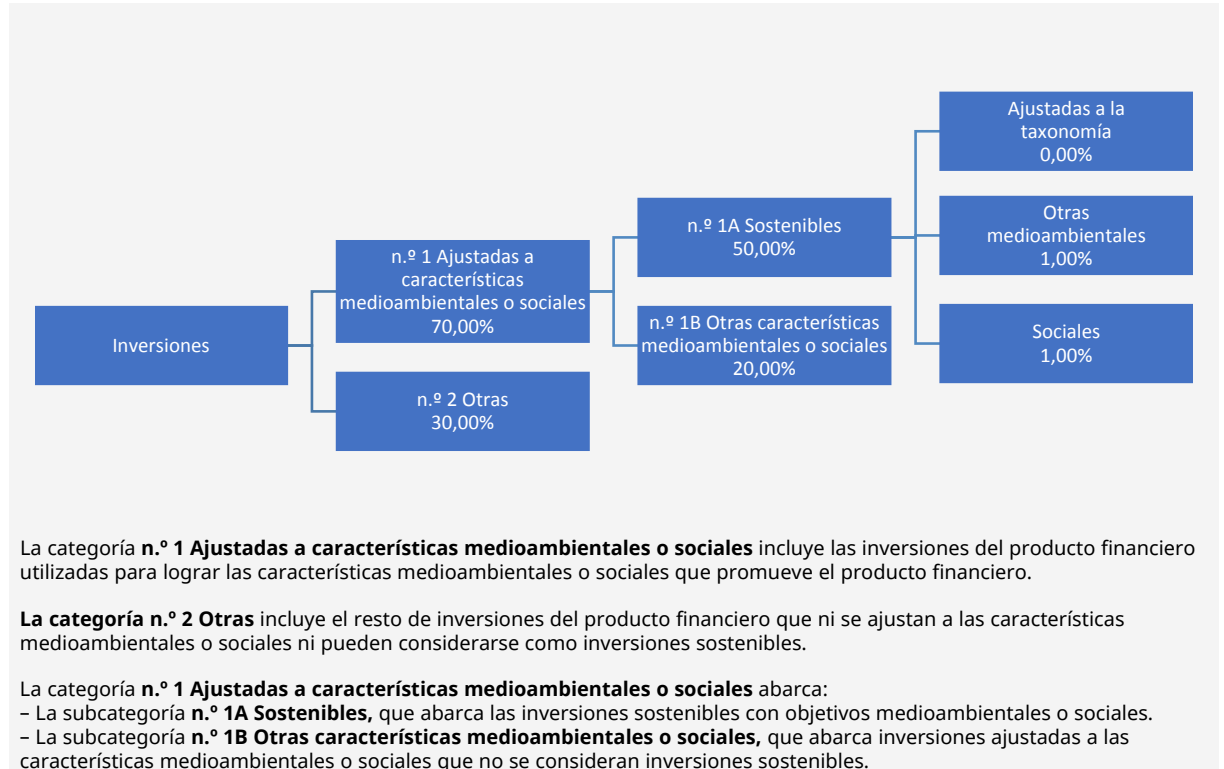 Ajustadas a la
taxonomía
0,00%
n.º 1A Sostenibles
50,00%
Otras
medioambientales
1,00%
n.º 1 Ajustadas a
características
medioambientales o sociales
70,00%
Inversiones
n.º 1B Otras características
medioambientales o sociales
20,00%
Sociales
1,00%
n.º 2 Otras
30,00%
La categoría n.º 1 Ajustadas a características medioambientales o sociales incluye las inversiones del producto financiero
utilizadas para lograr las características medioambientales o sociales que promueve el producto financiero.
La categoría n.º 2 Otras incluye el resto de inversiones del producto financiero que ni se ajustan a las características
medioambientales o sociales ni pueden considerarse como inversiones sostenibles.
La categoría n.º 1 Ajustadas a características medioambientales o sociales abarca:
– La subcategoría n.º 1A Sostenibles, que abarca las inversiones sostenibles con objetivos medioambientales o sociales.
– La subcategoría n.º 1B Otras características medioambientales o sociales, que abarca inversiones ajustadas a las
características medioambientales o sociales que no se consideran inversiones sostenibles.